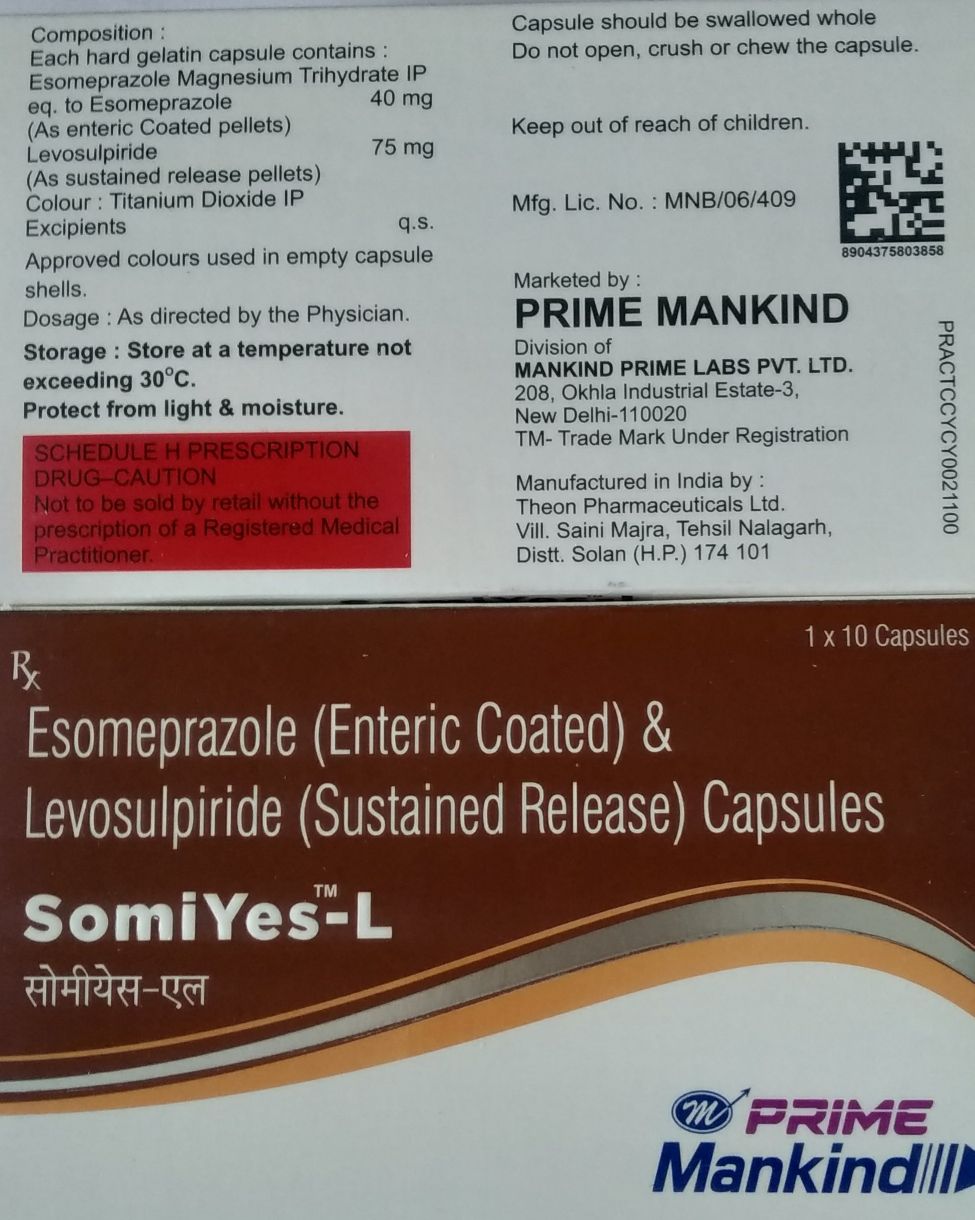 Composition :
Each hard gelatin capsule contains :
Esomeprazole Magnesium Trihydrate IP
eq. to Esomeprazole 40 mg
(As enteric Coated pellets)
Levosulpiride 75 mg
(As sustained release pellets)
Colour : Titanium Dioxide IP
Excipients q.s.
Approved colours used in empty capsule
shells.
Dosage : As directed by the Physician.
Storage : Store at a temperature not
exceeding 30°C.
Protect from light & moisture.
SCHEDULE H PRESCRIPTION
DRUG–CAUTION
Not to be sold by retail without the
prescription of a Registered Medical
Practitioner.
Capsule should be swallowed whole
Do not open, crush or chew the capsule.
Keep out of reach of children.
Mfg. Lic. No. : MNB/06/409
8904375803858
Marketed by :
PRIME MANKIND
Division of
MANKIND PRIME LABS PVT. LTD.
208, Okhla Industrial Estate-3,
New Delhi-110020
TM- Trade Mark Under Registration
Manufactured in India by :
Theon Pharmaceuticals Ltd.
Vill. Saini Majra, Tehsil Nalagarh,
Distt. Solan (H.P.) 174 101
PRACTCCYCY0021100
1 x 10 Capsules
Rx
Esomeprazole (Enteric Coated) &
Levosulpiride (Sustained Release) Capsules
SomiYes™-L
सोमीयेस-एल
m PRIME
Mankind